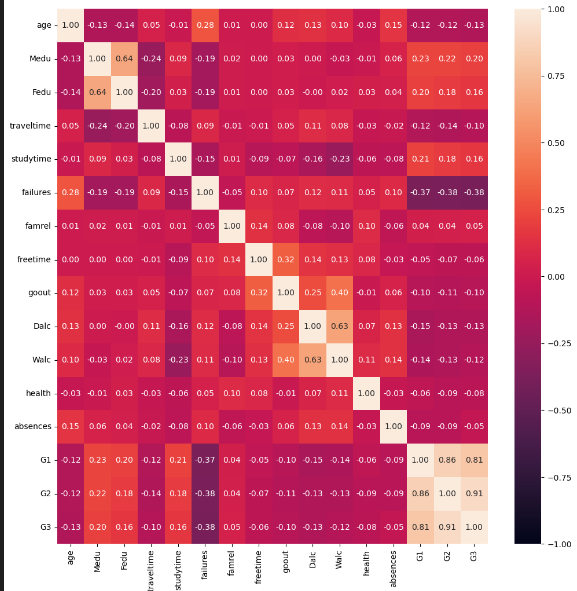 age 1.00 -0.13 -0.14 0.05 -0.01 0.28 0.01 0.00 0.12 0.13 0.10 -0.03 0.15 -0.12 -0.12 -0.13
Medu -0.13 1.00 0.64 -0.24 0.09 -0.19 0.02 0.00 0.03 0.00 -0.03 -0.01 0.06 0.23 0.22 0.20
Fedu -0.14 0.64 1.00 -0.20 0.03 -0.19 0.01 0.00 0.03 -0.00 0.02 0.03 0.04 0.20 0.18 0.16
traveltime 0.05 -0.24 -0.20 1.00 -0.08 0.09 -0.01 -0.01 0.05 0.11 0.08 -0.03 -0.02 -0.12 -0.14 -0.10
studytime -0.01 0.09 0.03 -0.08 1.00 -0.15 0.01 -0.09 -0.07 -0.16 -0.23 -0.06 -0.08 0.21 0.18 0.16
failures 0.28 -0.19 -0.19 0.09 -0.15 1.00 -0.05 0.10 0.07 0.12 0.11 0.05 0.10 -0.37 -0.38 -0.38
famrel 0.01 0.02 0.01 -0.01 0.01 -0.05 1.00 0.14 0.08 -0.08 -0.10 0.10 -0.06 0.04 0.04 0.05
freetime 0.00 0.00 -0.00 -0.01 -0.09 0.10 0.14 1.00 0.32 0.14 0.13 0.08 -0.03 -0.05 -0.07 -0.06
goout 0.12 0.03 0.03 0.05 -0.07 0.07 0.08 0.32 1.00 0.25 0.40 -0.01 0.06 -0.10 -0.11 -0.10
Dalc 0.13 0.00 -0.00 0.11 -0.16 0.12 -0.08 0.14 0.25 1.00 0.63 0.07 0.13 -0.15 -0.13 -0.13
Walc 0.10 -0.03 0.02 0.08 -0.23 0.11 -0.10 0.13 0.40 0.63 1.00 0.11 0.14 -0.14 -0.13 -0.12
health -0.03 -0.01 0.03 -0.03 -0.06 0.05 0.10 0.08 -0.01 0.07 0.11 1.00 -0.03 -0.06 -0.09 -0.08
absences 0.15 0.06 0.04 -0.02 -0.08 0.10 -0.06 -0.03 0.06 0.13 0.14 -0.03 1.00 -0.09 -0.09 -0.05
G1 -0.12 0.23 0.20 -0.12 0.21 -0.37 0.04 -0.05 -0.10 -0.15 -0.14 -0.06 -0.09 1.00 0.86 0.81
G2 -0.12 0.22 0.18 -0.14 0.18 -0.38 0.04 -0.07 -0.11 -0.13 -0.13 -0.09 -0.09 0.86 1.00 0.91
G3 -0.13 0.20 0.16 -0.10 0.16 -0.38 0.05 -0.06 -0.10 -0.13 -0.12 -0.08 -0.05 0.81 0.91 1.00
age Medu Fedu traveltime studytime failures famrel freetime goout Dalc Walc health absences G1 G2 G3
1.00
0.75
0.50
0.25
0.00
−0.25
−0.50
−0.75
−1.00